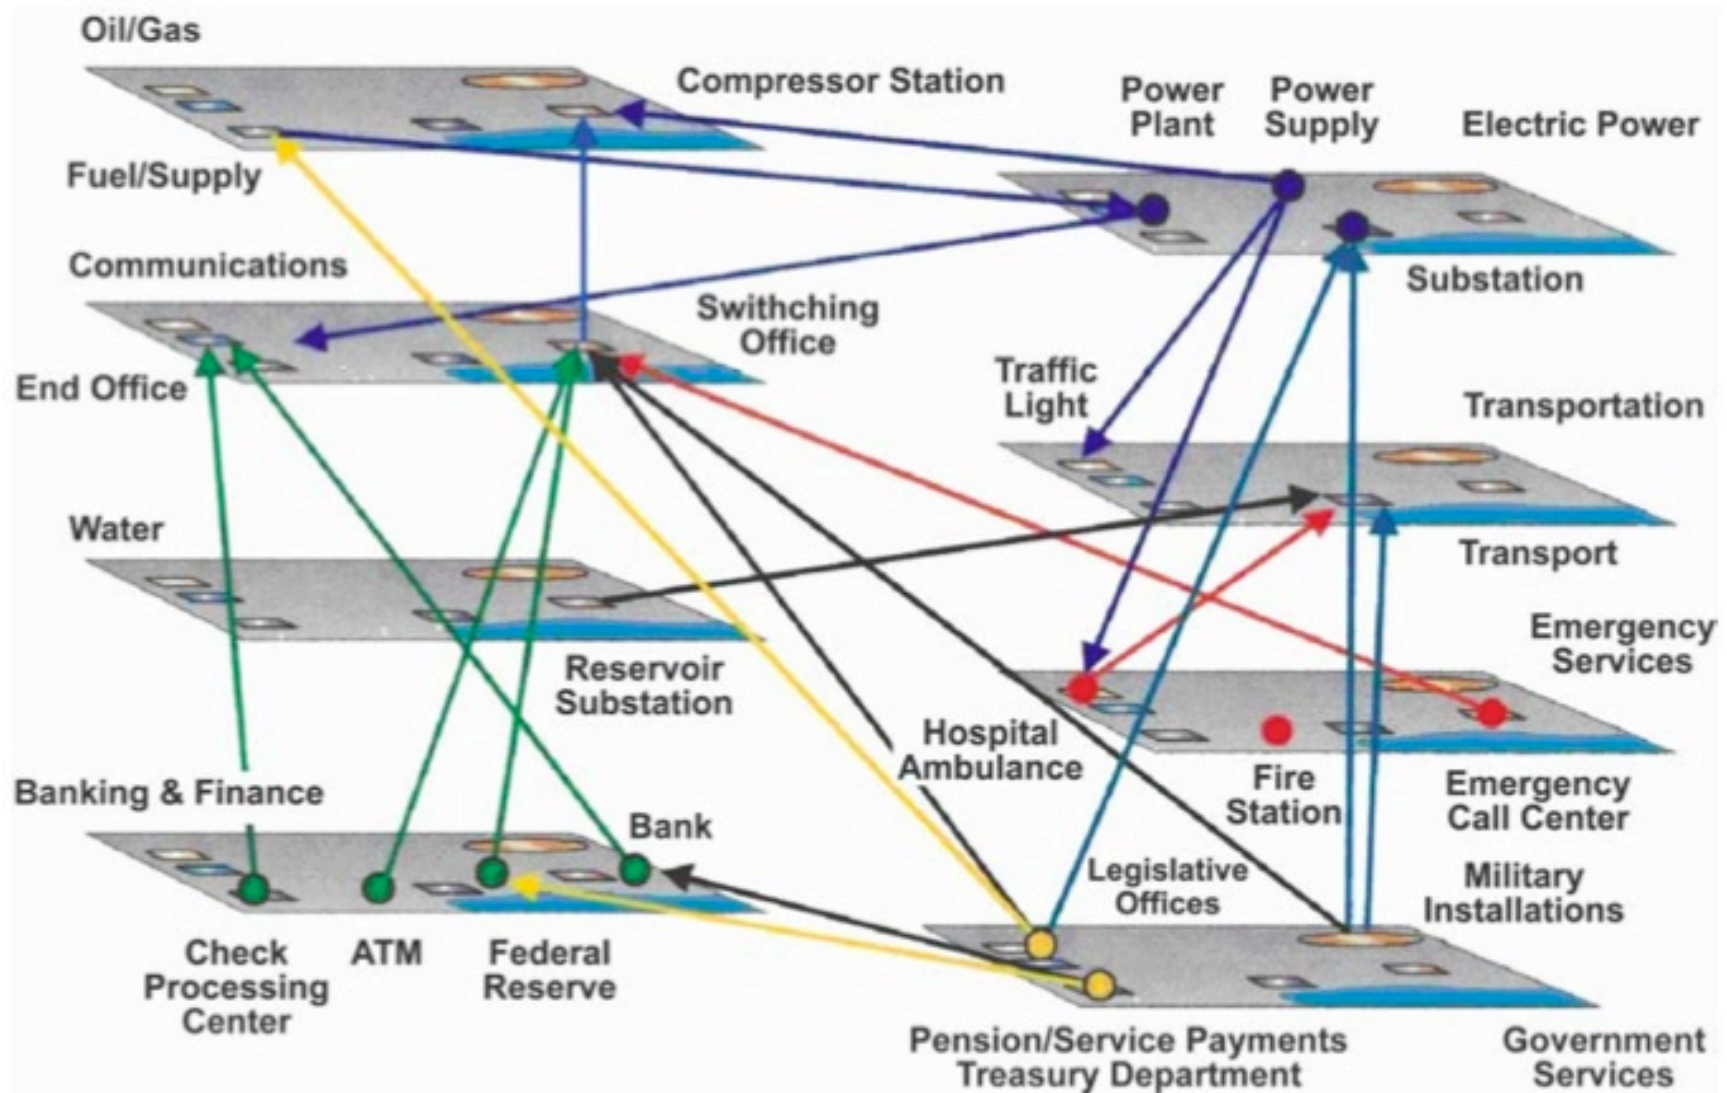 Oil/Gas
Compressor Station
Power
Plant
Power
Supply
Electric Power
Fuel/Supply
Communications
Swithching
Office
Substation
End Office
Traffic
Light
Transportation
Water
Transport
Reservoir
Substation
Emergency
Services
Hospital
Ambulance
Banking & Finance
Bank
Fire
Station
Emergency
Call Center
Legislative
Offices
Military
Installations
Check
Processing
Center
ATM
Federal
Reserve
Pension/Service Payments
Treasury Department
Government
Services